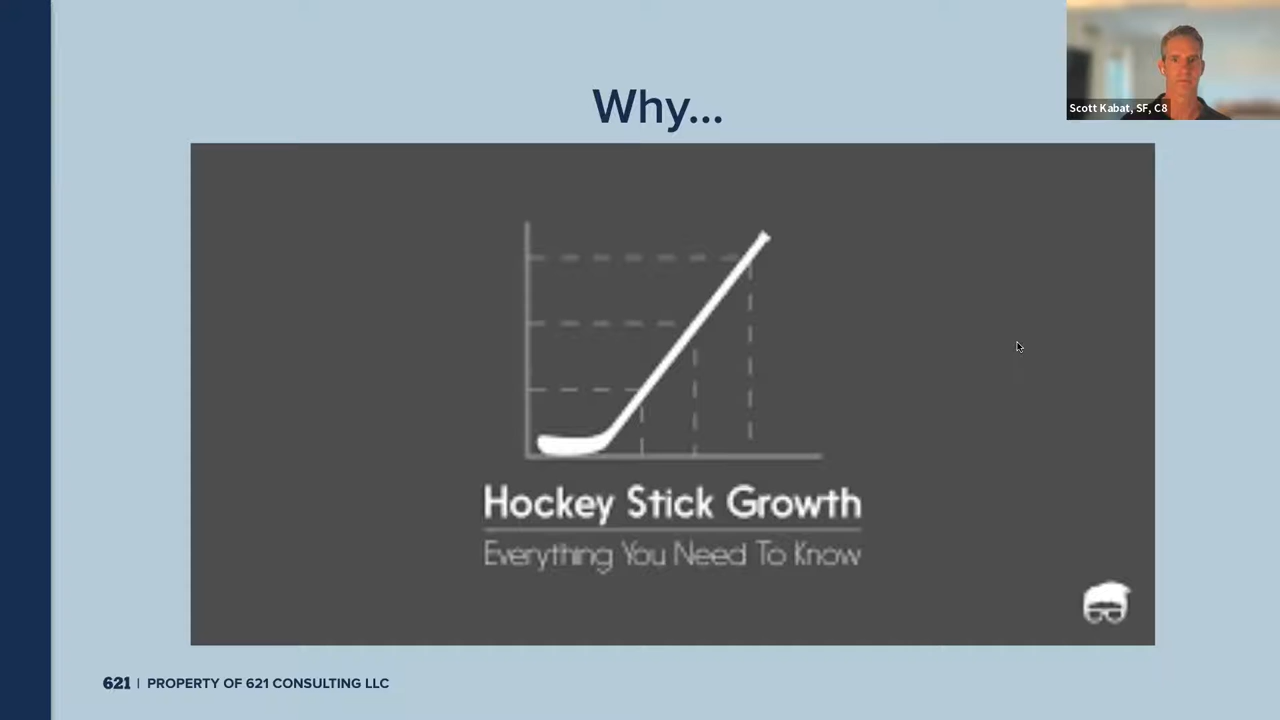 Why...
Scott Kabat, SF, C8
Hockey Stick Growth
Everything You Need To Know
621 | PROPERTY OF 621 CONSULTING LLC